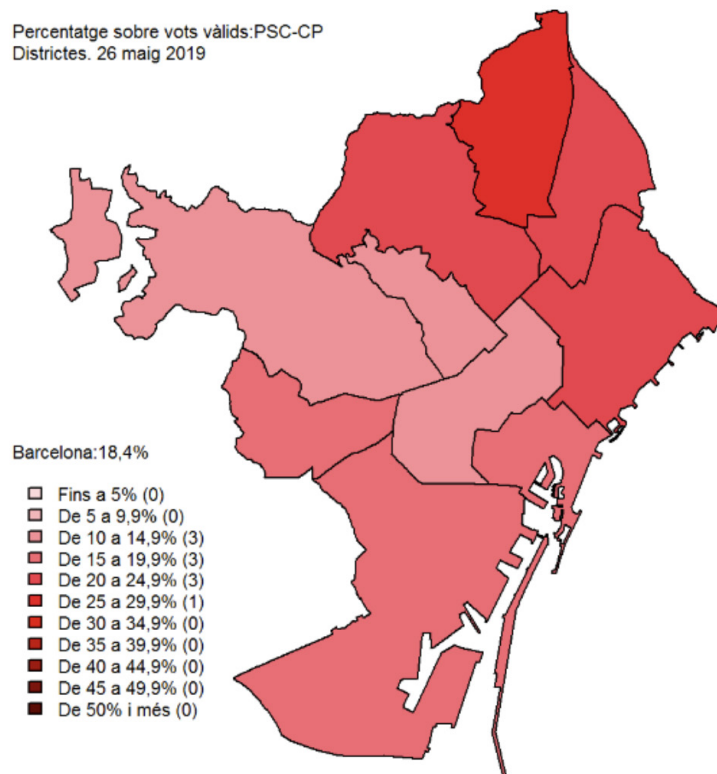 Percentatge sobre vots vàlids:PSC-CP
Districtes. 26 maig 2019
Barcelona:18,4%
Fins a 5% (0)
De 5 a 9,9% (0)
De 10 a 14,9% (3)
De 15 a 19,9% (3)
De 20 a 24,9% (3)
De 25 a 29,9% (1)
De 30 a 34,9% (0)
De 35 a 39,9% (0)
De 40 a 44,9% (0)
De 45 a 49,9% (0)
De 50% i més (0)